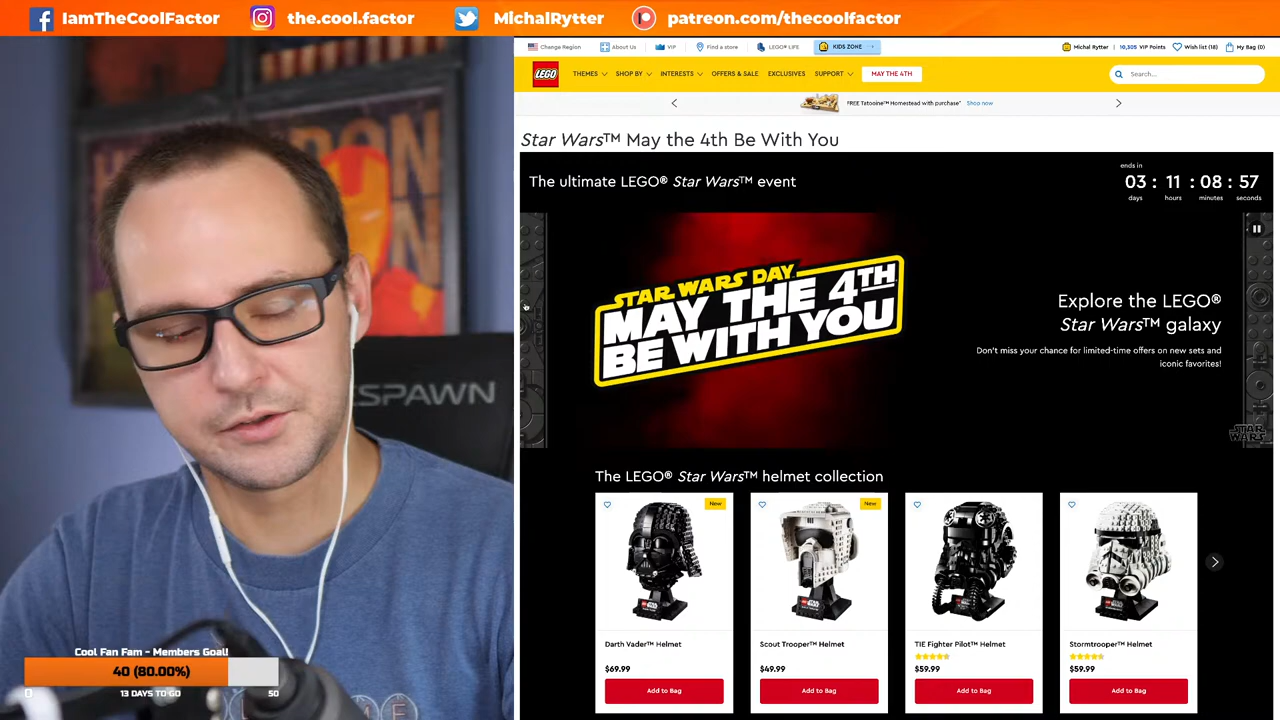 IamTheCoolFactor
the.cool.factor
MichalRytter
patreon.com/thecoolfactor
Change Region
About Us
VIP
Find a store
LEGO® LIFE
KIDS ZONE
Michal Rytter
10,305 VIP Points
Wish list (18)
My Bag (0)
LEGO
THEMES
SHOP BY
INTERESTS
OFFERS & SALE
EXCLUSIVES
SUPPORT
MAY THE 4TH
Search...
FREE Tatooine™ Homestead with purchase* Shop now
Star Wars™ May the 4th Be With You
The ultimate LEGO® Star Wars™ event
ends in
03 : 11 : 08 : 57
days hours minutes seconds
STAR WARS DAY
MAY THE 4TH
BE WITH YOU
Explore the LEGO®
Star Wars™ galaxy
Don't miss your chance for limited-time offers on new sets and
iconic favorites!
STAR
WARS
The LEGO® Star Wars™ helmet collection
New
New
Darth Vader™ Helmet
$69.99
Add to Bag
Scout Trooper™ Helmet
$49.99
Add to Bag
TIE Fighter Pilot™ Helmet
$59.99
Add to Bag
Stormtrooper™ Helmet
$59.99
Add to Bag
ESPAWN
Cool Fan Fam - Members Goal!
40 (80.00%)
0
13 DAYS TO GO
50